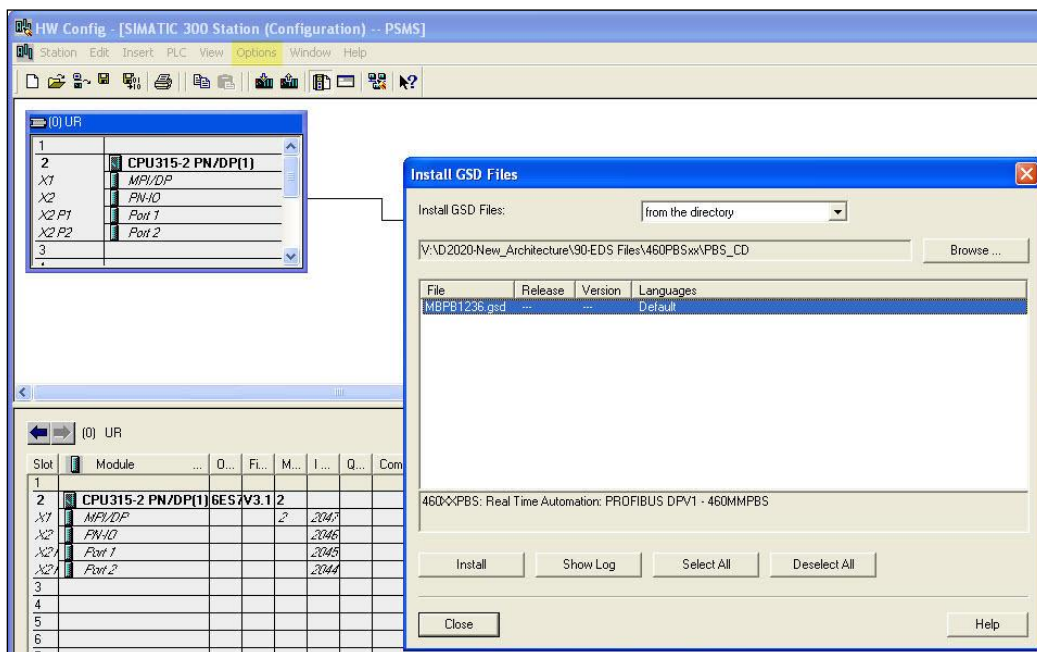 HW Config - [SIMATIC 300 Station (Configuration) -- PSMS]
Station Edit Insert PLC View Options Window Help
(0) UR
1
2 CPU315-2 PN/DP(1)
X1 MPI/DP
X2 PN-IO
X2 P1 Port 1
X2 P2 Port 2
3
Install GSD Files
Install GSD Files: from the directory
V:\D2020-New_Architecture\90-EDS Files\460PBSxx\PBS_CD Browse ...
File Release Version Languages
MBPB1236.gsd --- --- Default
460XXPBS: Real Time Automation: PROFIBUS DPV1 - 460MMPBS
Install Show Log Select All Deselect All
Close Help
(0) UR
Slot Module ... O... Fi... M... I ... Q... Com
1
2 CPU315-2 PN/DP(1) 6ES7 V3.1 2
X1 MPI/DP 2 2047
X2 PN-IO 2046
X2 Port 1 2045
X2 Port 2 2044
3
4
5
6